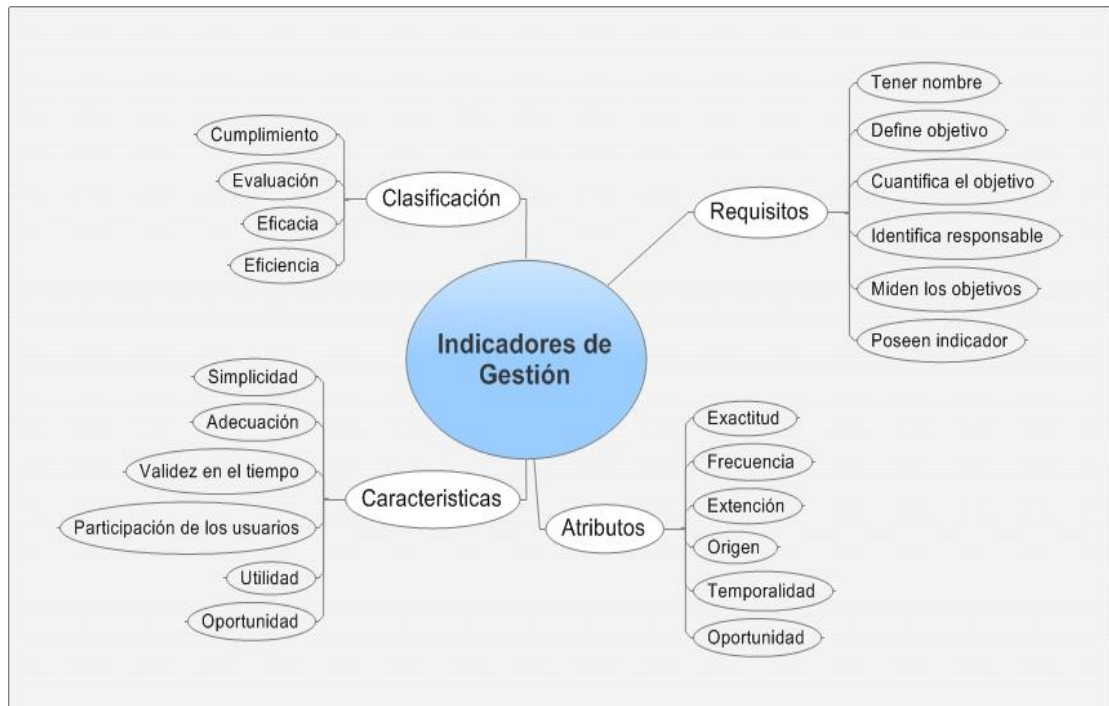 Indicadores de
Gestión
Clasificación
Cumplimiento
Evaluación
Eficacia
Eficiencia
Requisitos
Tener nombre
Define objetivo
Cuantifica el objetivo
Identifica responsable
Miden los objetivos
Poseen indicador
Caracteristicas
Simplicidad
Adecuación
Validez en el tiempo
Participación de los usuarios
Utilidad
Oportunidad
Atributos
Exactitud
Frecuencia
Extención
Origen
Temporalidad
Oportunidad